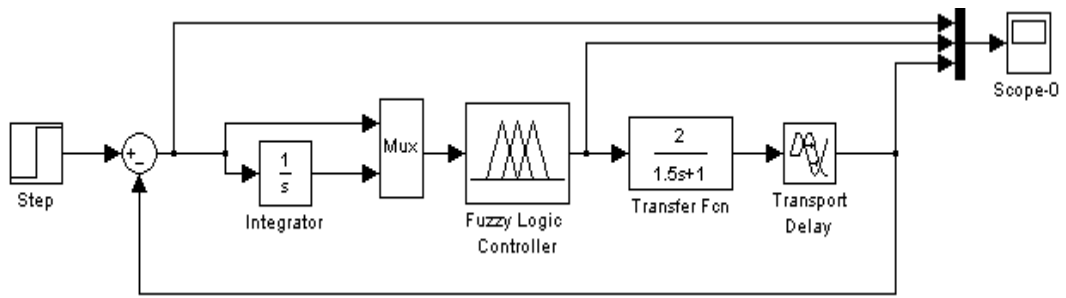 Scope-0
Step
+
−
1
s
Integrator
Mux
Fuzzy Logic
Controller
2
1.5s+1
Transfer Fcn
Transport
Delay